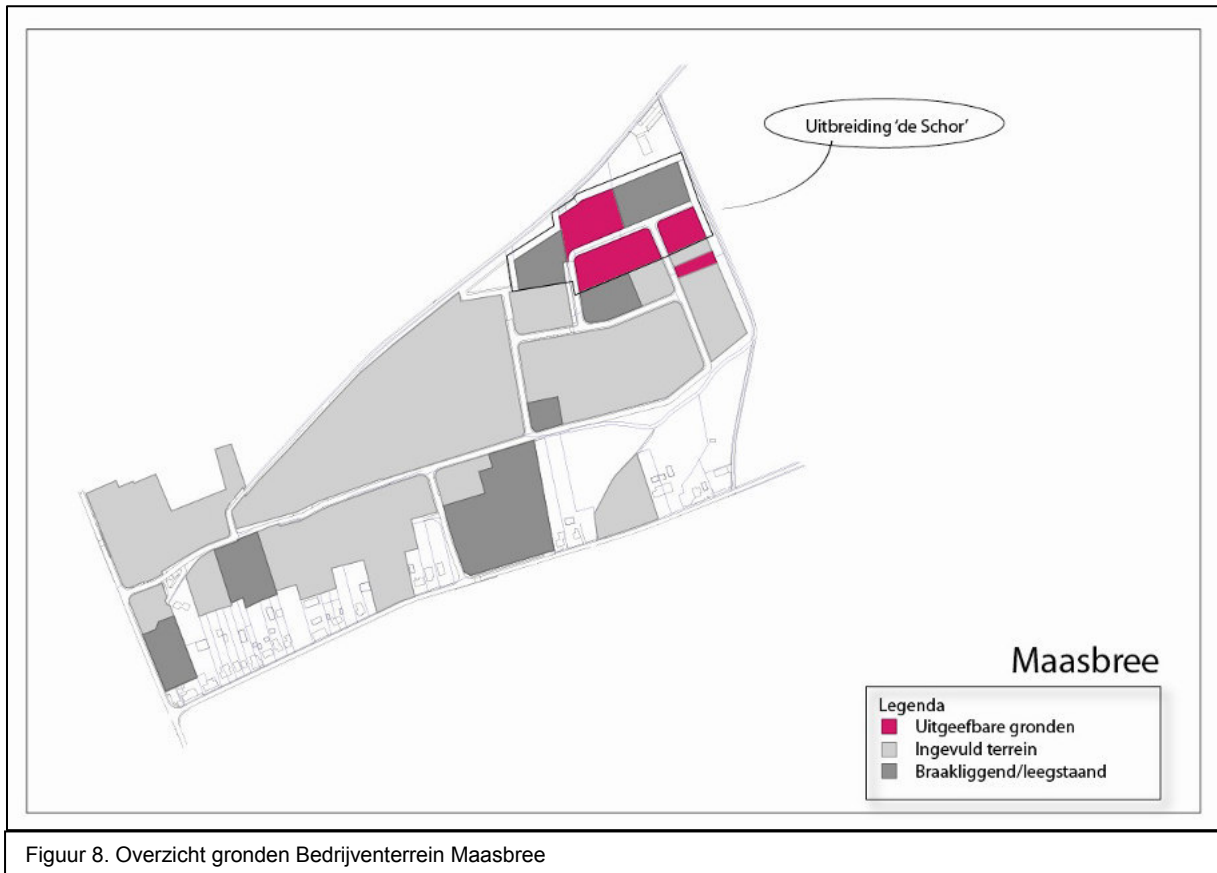 Uitbreiding 'de Schor'
Maasbree
Legenda
Uitgeefbare gronden
Ingevuld terrein
Braakliggend/leegstaand
Figuur 8. Overzicht gronden Bedrijventerrein Maasbree